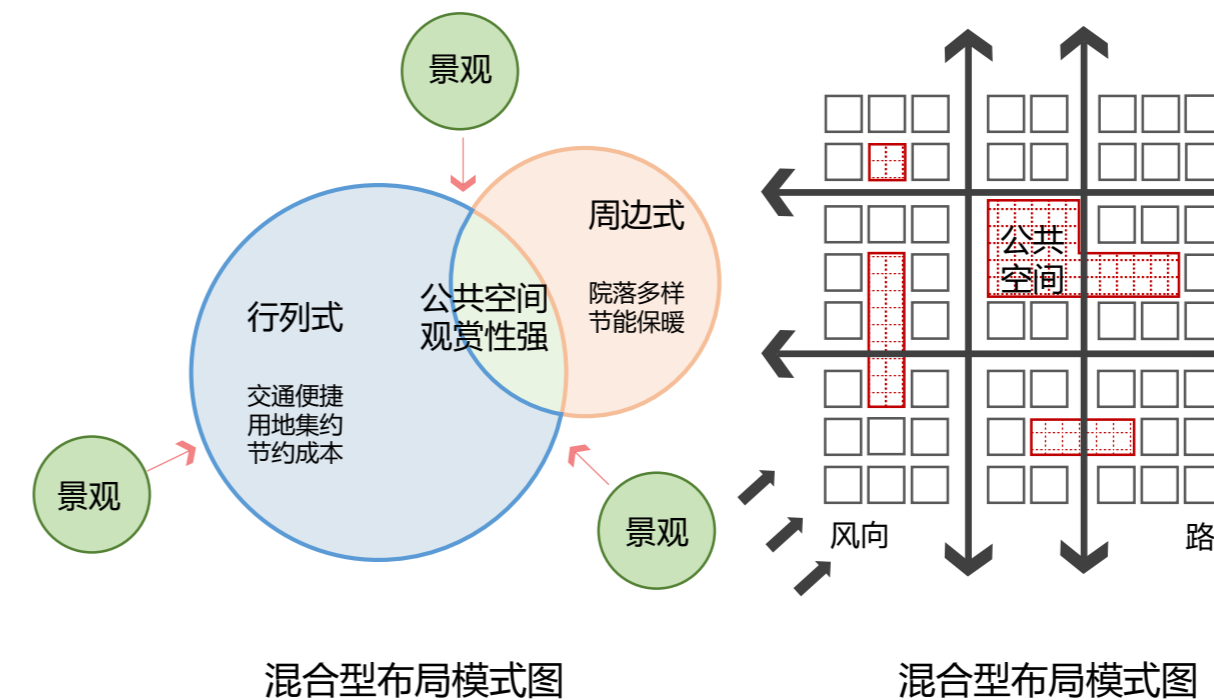 景观
周边式
院落多样
节能保暖
公共空间
观赏性强
行列式
交通便捷
用地集约
节约成本
景观
景观
混合型布局模式图
公共
空间
风向
路
混合型布局模式图